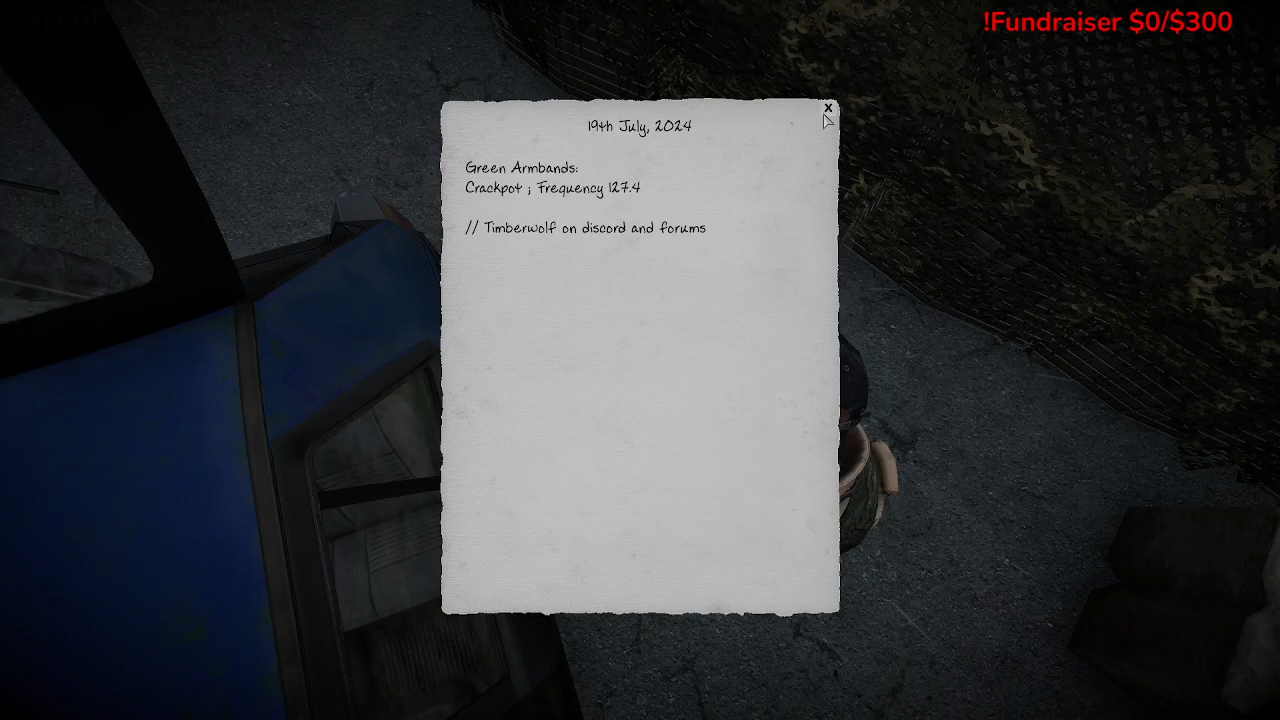 !Fundraiser $0/$300
x
19th July, 2024
Green Armbands:
Crackpot ; Frequency 127.4
// Timberwolf on discord and forums